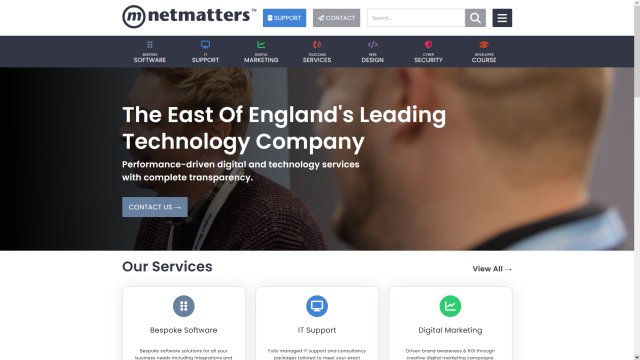 netmatters™
SUPPORT
CONTACT
Search...
BESPOKE
SOFTWARE
IT
SUPPORT
DIGITAL
MARKETING
TELECOMS
SERVICES
WEB
DESIGN
CYBER
SECURITY
DEVELOPER
COURSE
The East Of England's Leading
Technology Company
Performance-driven digital and technology services
with complete transparency.
CONTACT US →
Our Services
View All →
Bespoke Software
Bespoke software solutions for all your
business needs including integrations and
IT Support
Fully managed IT support and consultancy
packages tailored to meet your exact
Digital Marketing
Driven brand awareness & ROI through
creative digital marketing campaigns.